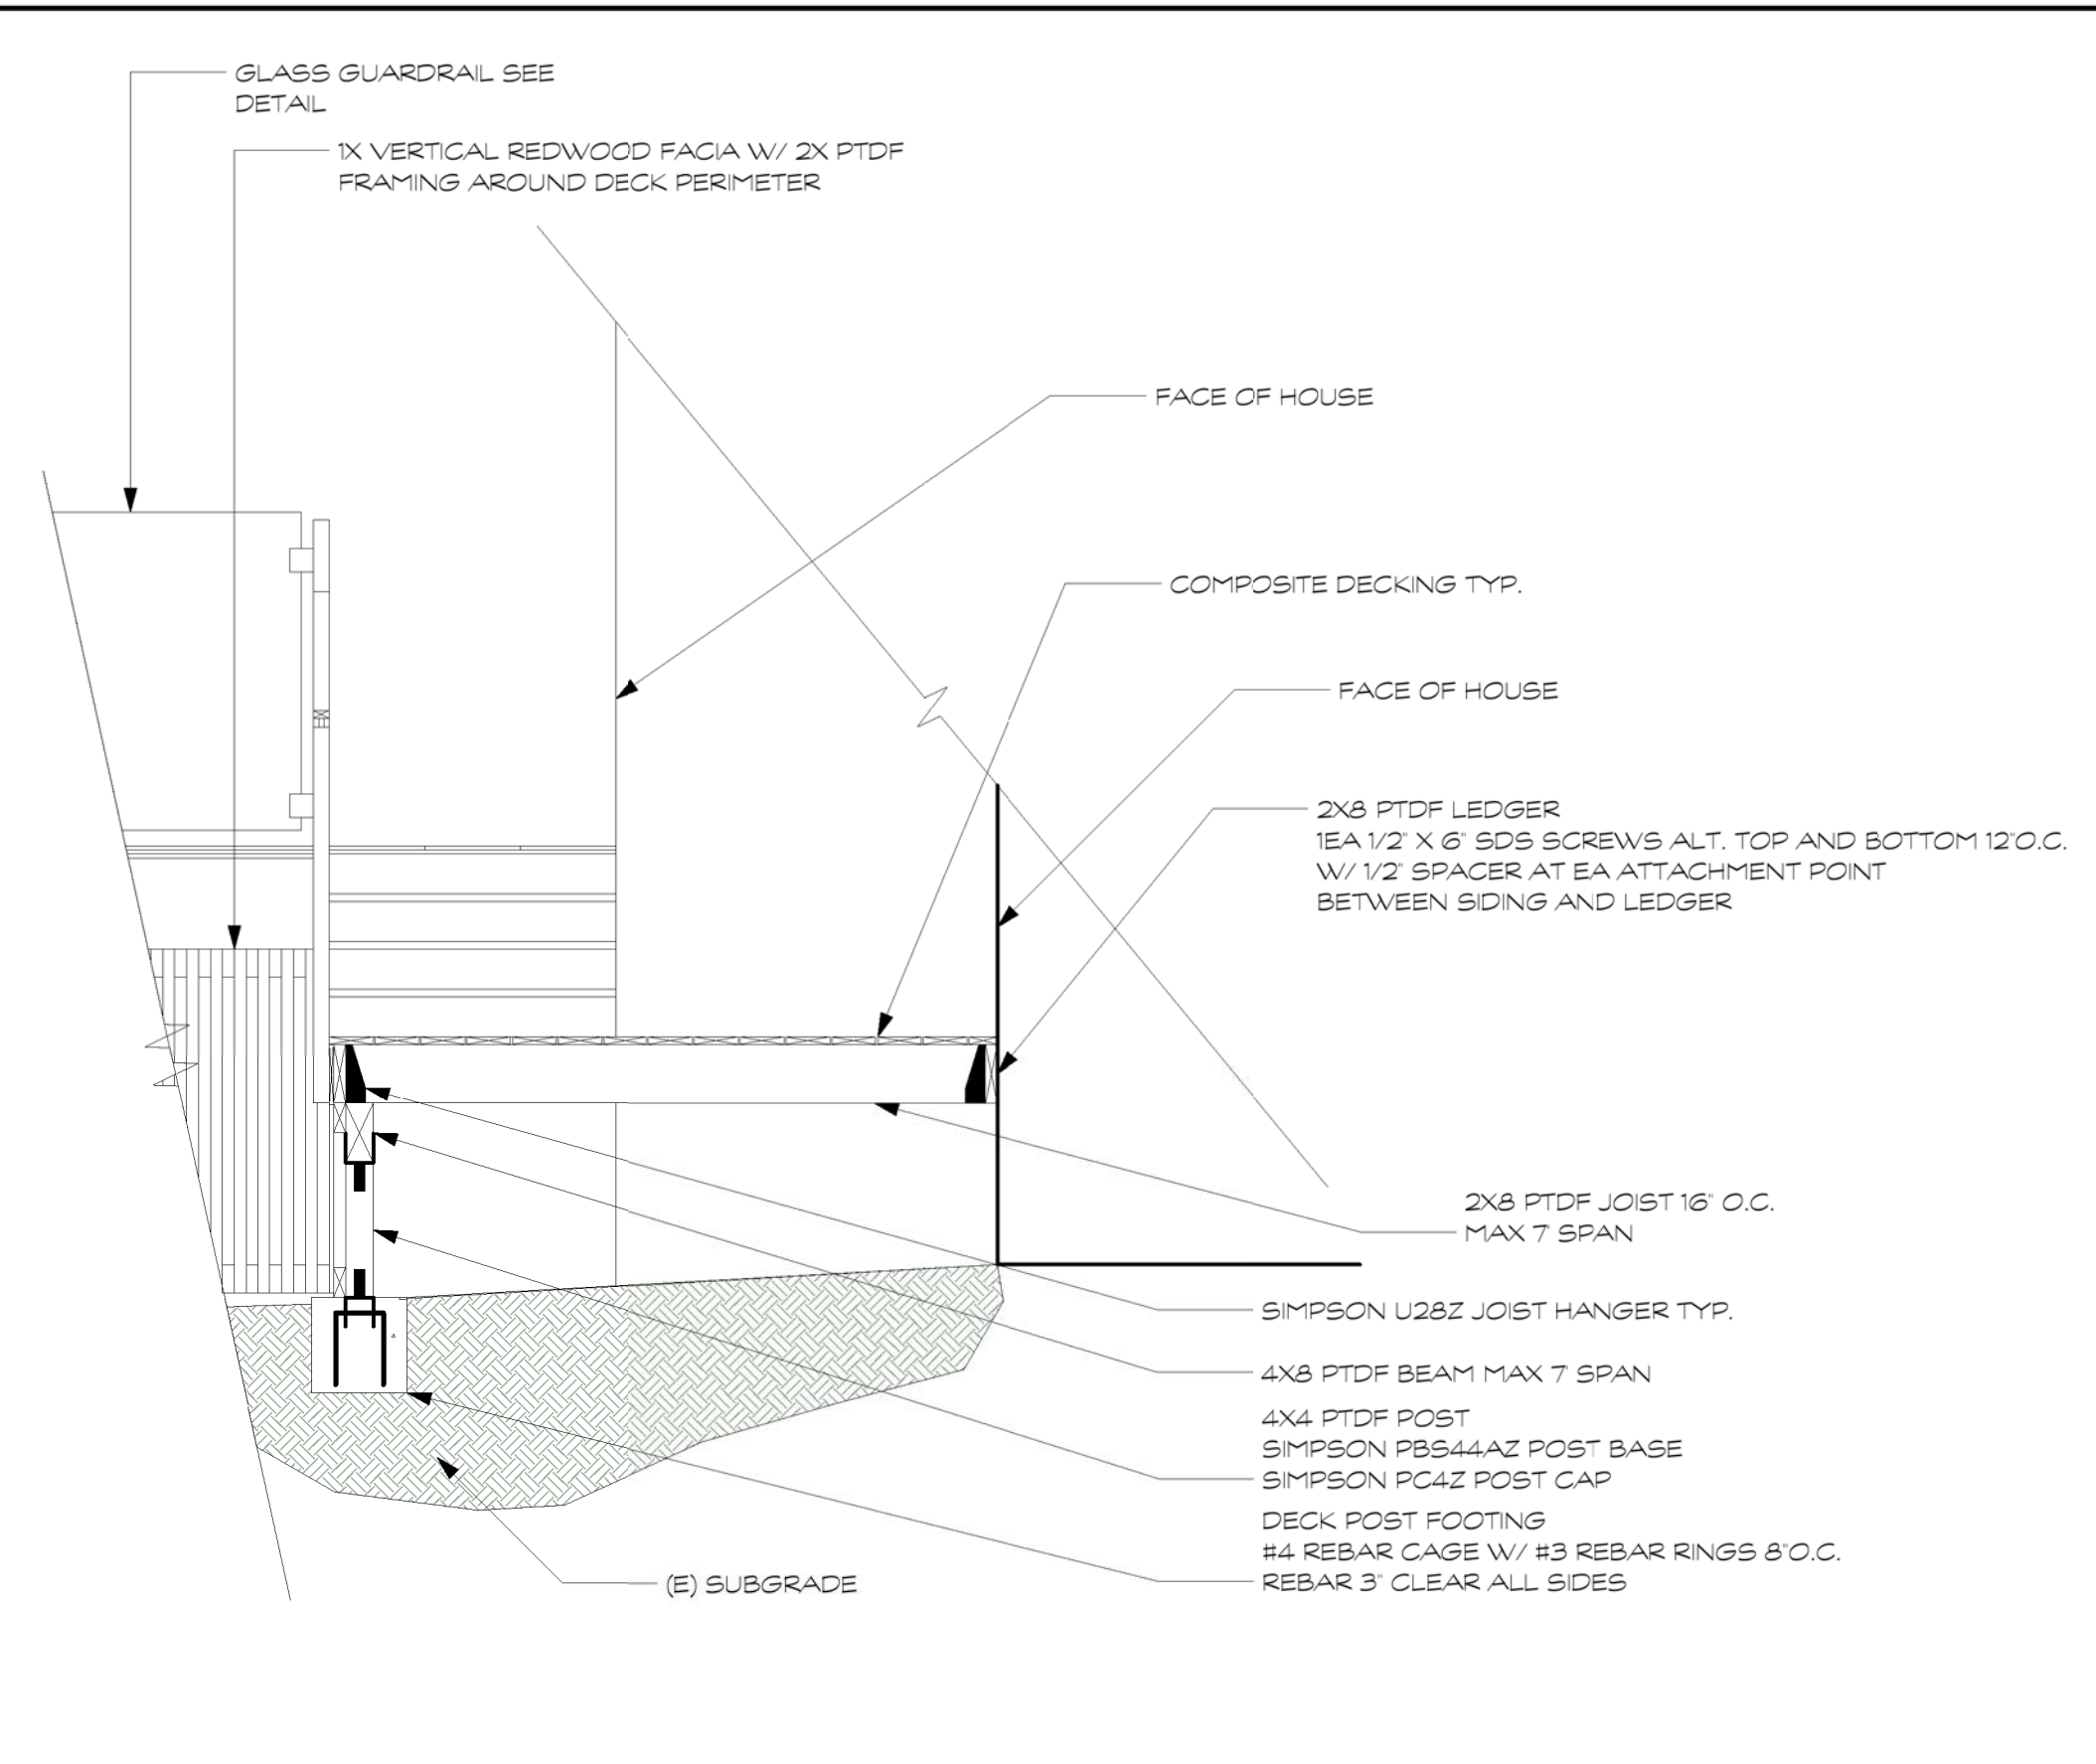 GLASS GUARDRAIL SEE
DETAIL
1X VERTICAL REDWOOD FACIA W/ 2X PTDF
FRAMING AROUND DECK PERIMETER
FACE OF HOUSE
COMPOSITE DECKING TYP.
FACE OF HOUSE
2X8 PTDF LEDGER
1EA 1/2" X 6" SDS SCREWS ALT. TOP AND BOTTOM 12"O.C.
W/ 1/2" SPACER AT EA ATTACHMENT POINT
BETWEEN SIDING AND LEDGER
2X8 PTDF JOIST 16" O.C.
MAX 7' SPAN
SIMPSON U28Z JOIST HANGER TYP.
4X8 PTDF BEAM MAX 7' SPAN
4X4 PTDF POST
SIMPSON PBS44AZ POST BASE
SIMPSON PC4Z POST CAP
DECK POST FOOTING
#4 REBAR CAGE W/ #3 REBAR RINGS 8"O.C.
REBAR 3" CLEAR ALL SIDES
(E) SUBGRADE